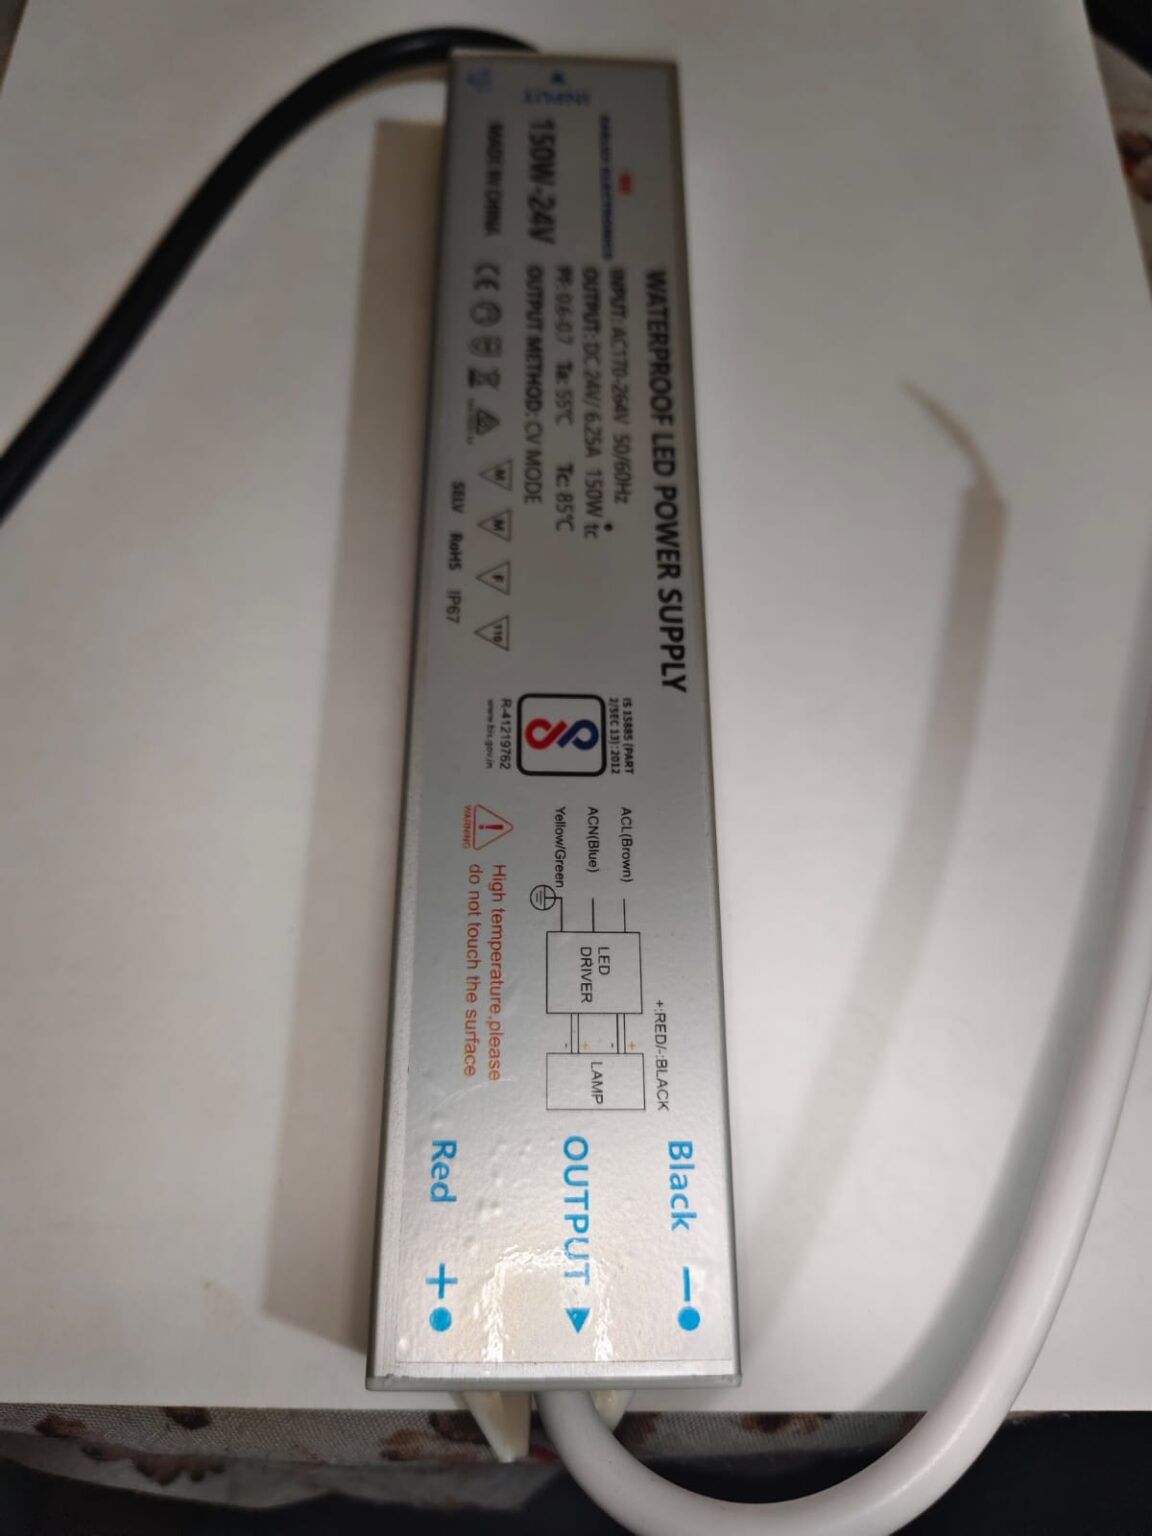 WATERPROOF LED POWER SUPPLY
INPUT
150W-24V
MADE IN CHINA
INPUT: AC170-264V 50/60Hz
OUTPUT: DC 24V/ 6.25A 150W tc
PF: 0.6-0.7 Ta: 55℃ Tc: 85℃
OUTPUT METHOD: CV MODE
CE
M
M
F
110
SELV RoHS IP67
IS 15885 (PART
2/SEC 13):2012
R-41219762
www.bis.gov.in
ACL(Brown)
ACN(Blue)
Yellow/Green
LED
DRIVER
+:RED/-:BLACK
+
-
+
-
LAMP
WARNING
High temperature,please
do not touch the surface
Black −
OUTPUT
Red +